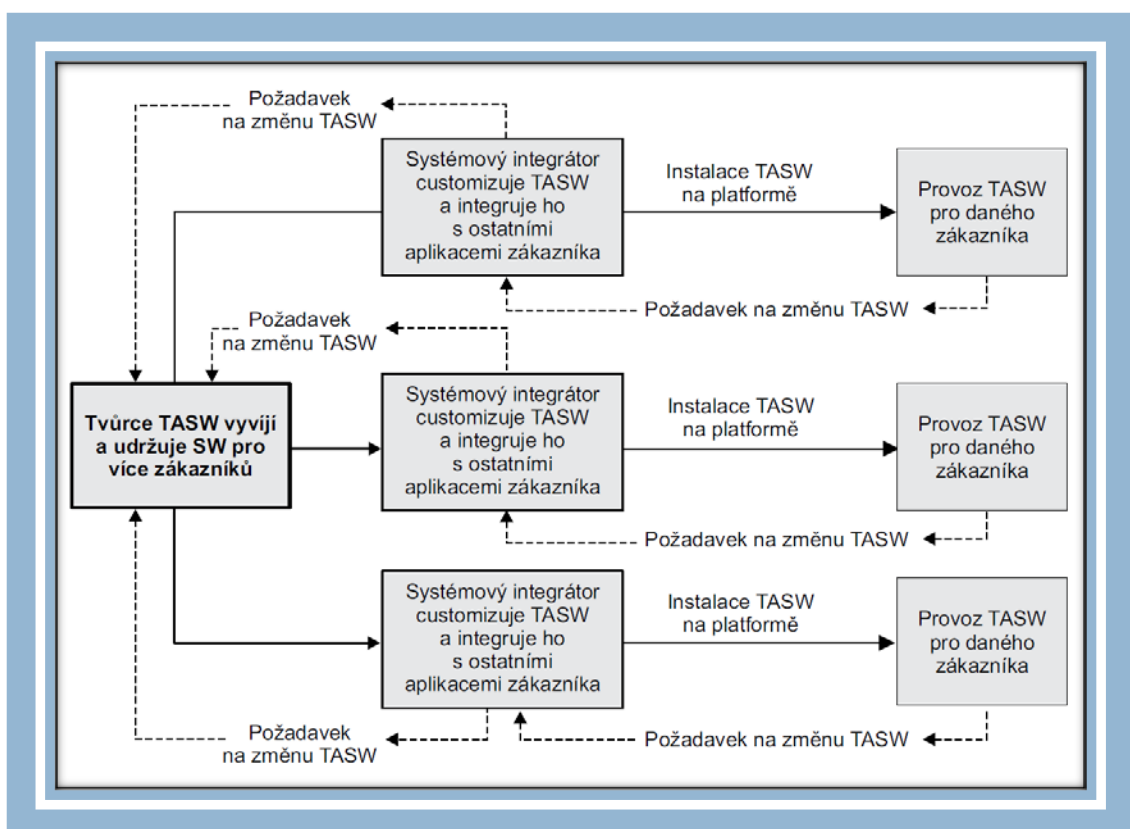 Požadavek
na změnu TASW
Systémový integrátor
customizuje TASW
a integruje ho
s ostatními
aplikacemi zákazníka
Instalace TASW
na platformě
Provoz TASW
pro daného
zákazníka
Požadavek na změnu TASW
Požadavek
na změnu TASW
Tvůrce TASW vyvíjí
a udržuje SW pro
více zákazníků
Systémový integrátor
customizuje TASW
a integruje ho
s ostatními
aplikacemi zákazníka
Instalace TASW
na platformě
Provoz TASW
pro daného
zákazníka
Požadavek na změnu TASW
Systémový integrátor
customizuje TASW
a integruje ho
s ostatními
aplikacemi zákazníka
Instalace TASW
na platformě
Provoz TASW
pro daného
zákazníka
Požadavek
na změnu TASW
Požadavek na změnu TASW